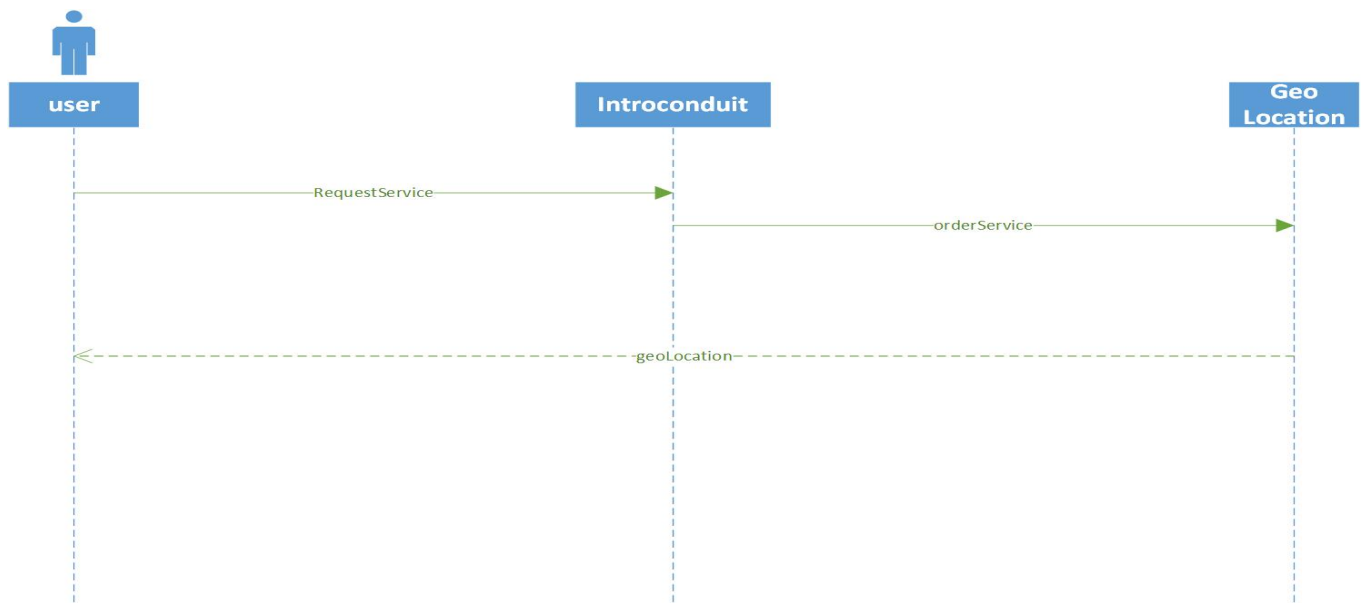 user
Introconduit
Geo
Location
RequestService
orderService
geoLocation